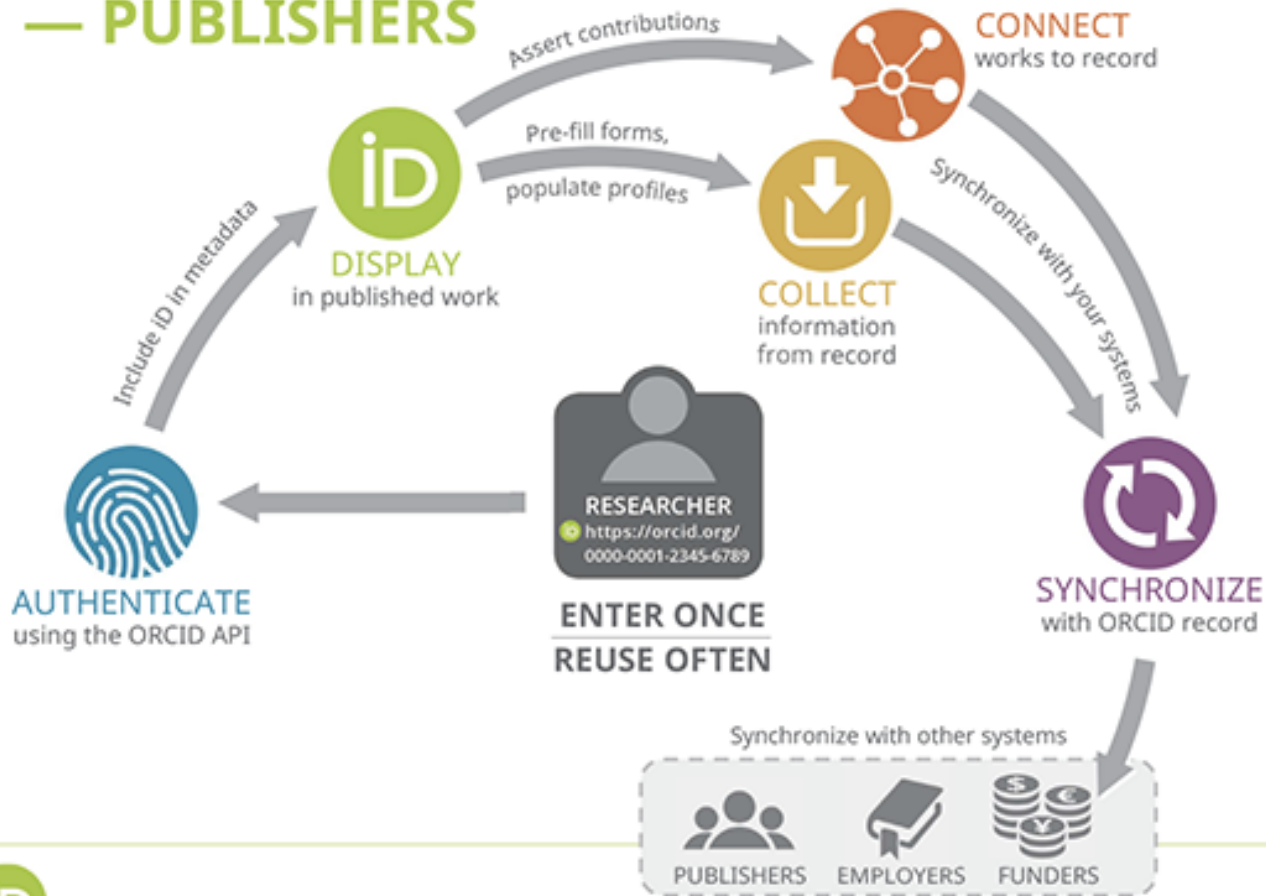 — PUBLISHERS
Assert contributions
CONNECT
works to record
Pre-fill forms,
populate profiles
iD
DISPLAY
in published work
Include iD in metadata
COLLECT
information
from record
Synchronize with your systems
RESEARCHER
iD https://orcid.org/
0000-0001-2345-6789
AUTHENTICATE
using the ORCID API
ENTER ONCE
REUSE OFTEN
SYNCHRONIZE
with ORCID record
Synchronize with other systems
$ € ¥
PUBLISHERS EMPLOYERS FUNDERS